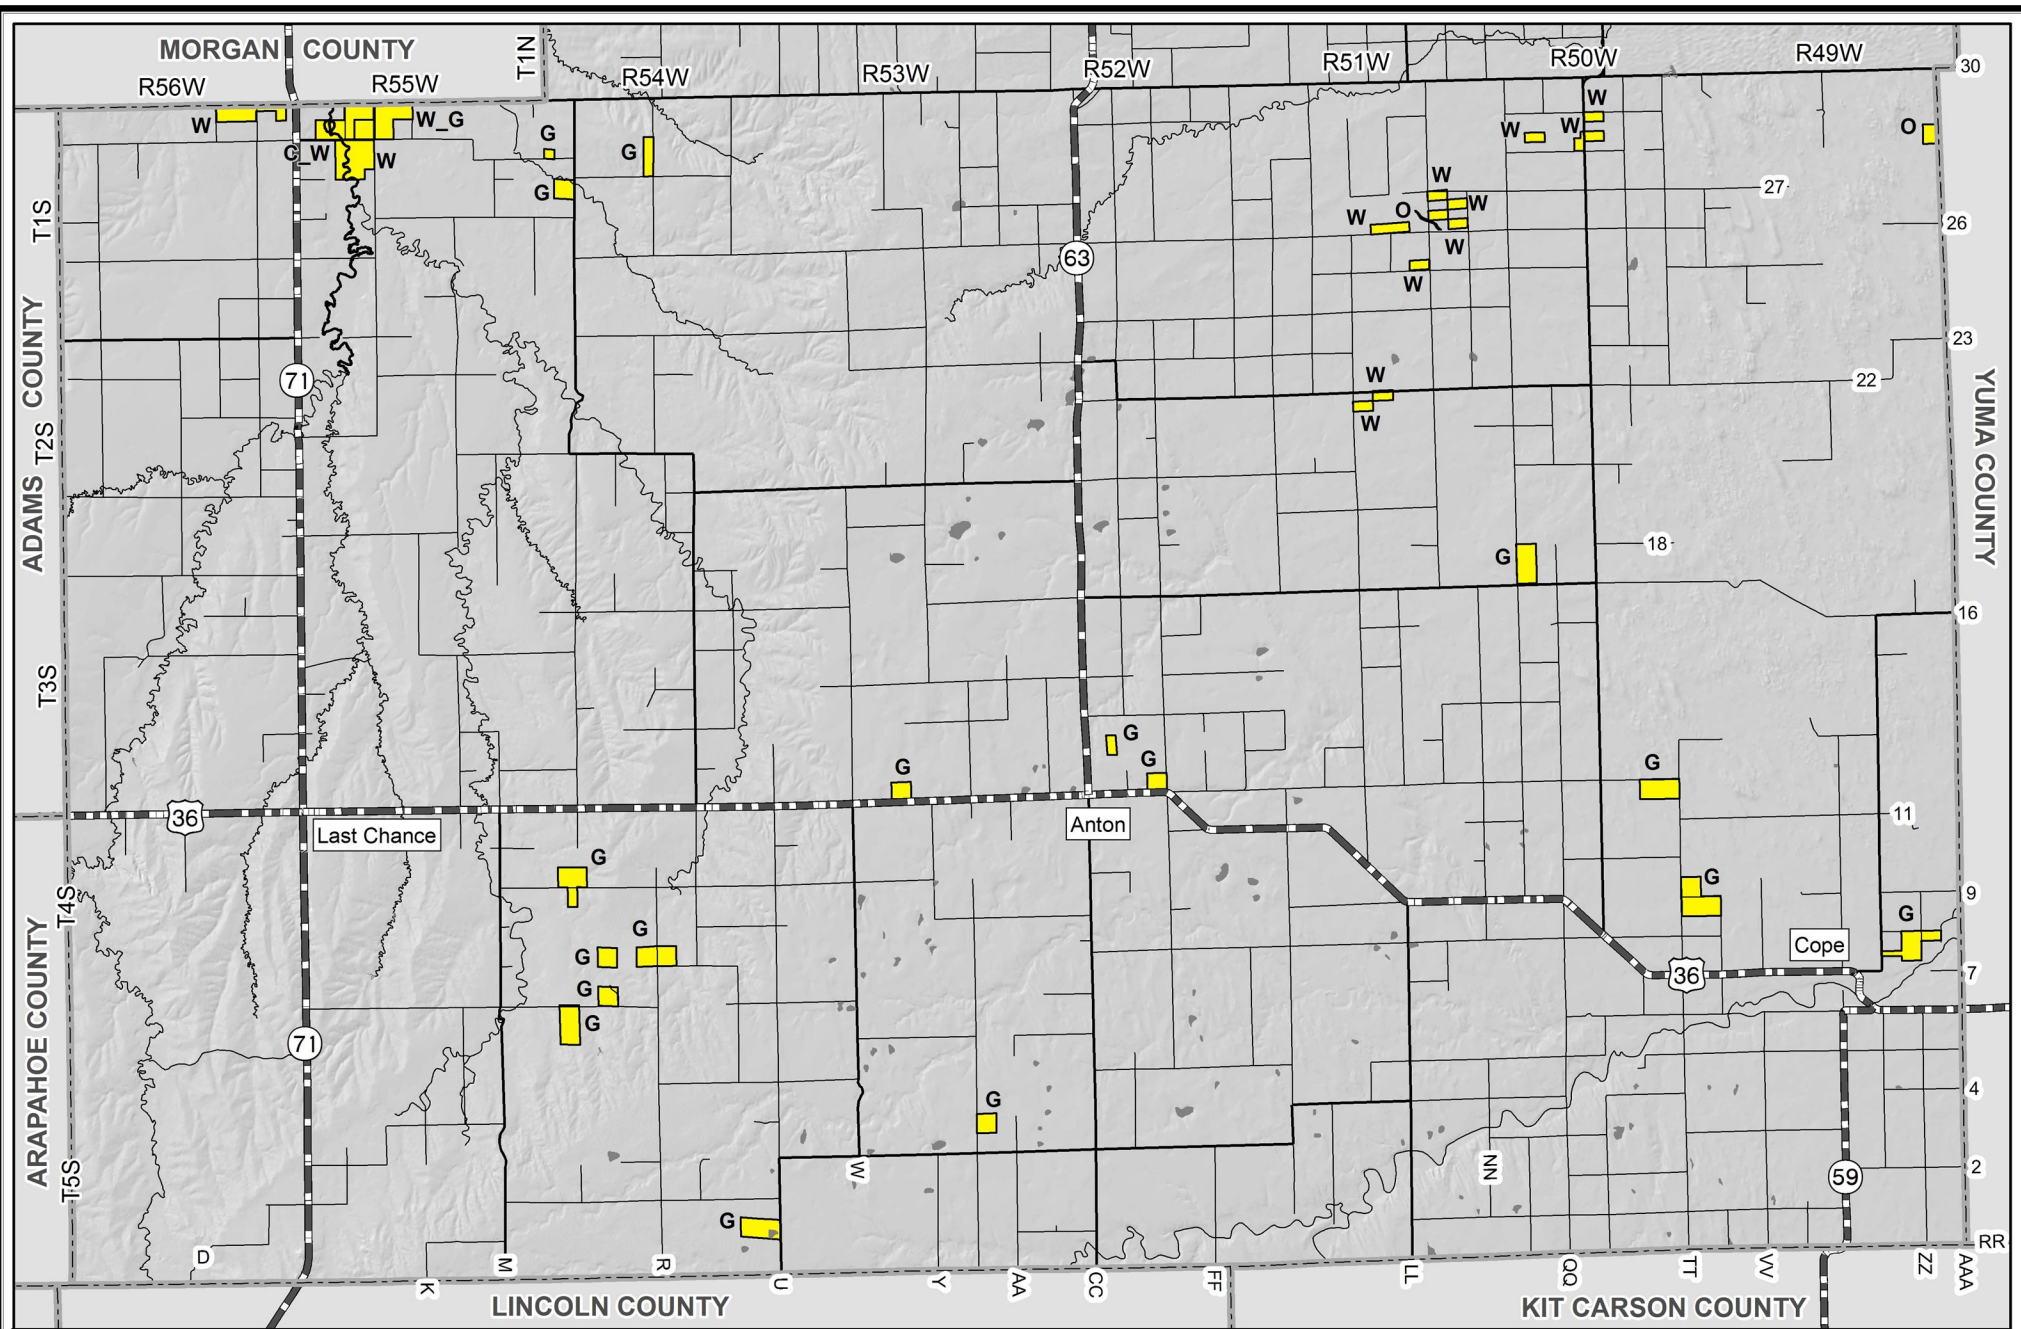 MORGAN COUNTY
T1N
R56W
R55W
R54W
R53W
R52W
R51W
R50W
R49W
30
W
W_G
C_W
W
G
G
G
W
W
W
O
27
W
W
O
W
W
W
26
T1S
63
ADAMS COUNTY
23
71
22
W
W
YUMA COUNTY
T2S
G
18
16
T3S
G
G
G
G
36
Last Chance
Anton
11
G
G
T4S
9
G
G
G
Cope
36
7
G
ARAPAHOE COUNTY
71
4
G
T5S
W
NN
59
2
G
D
K
M
R
U
Y
AA
CC
FF
LL
QQ
TT
VV
ZZ
AAA
RR
LINCOLN COUNTY
KIT CARSON COUNTY